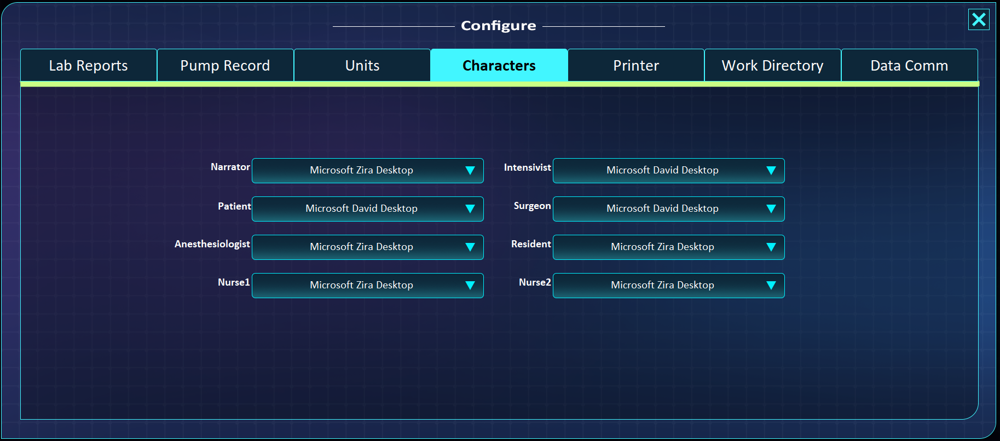 Configure
Lab Reports Pump Record Units Characters Printer Work Directory Data Comm
Narrator Microsoft Zira Desktop Intensivist Microsoft David Desktop
Patient Microsoft David Desktop Surgeon Microsoft David Desktop
Anesthesiologist Microsoft Zira Desktop Resident Microsoft Zira Desktop
Nurse1 Microsoft Zira Desktop Nurse2 Microsoft Zira Desktop